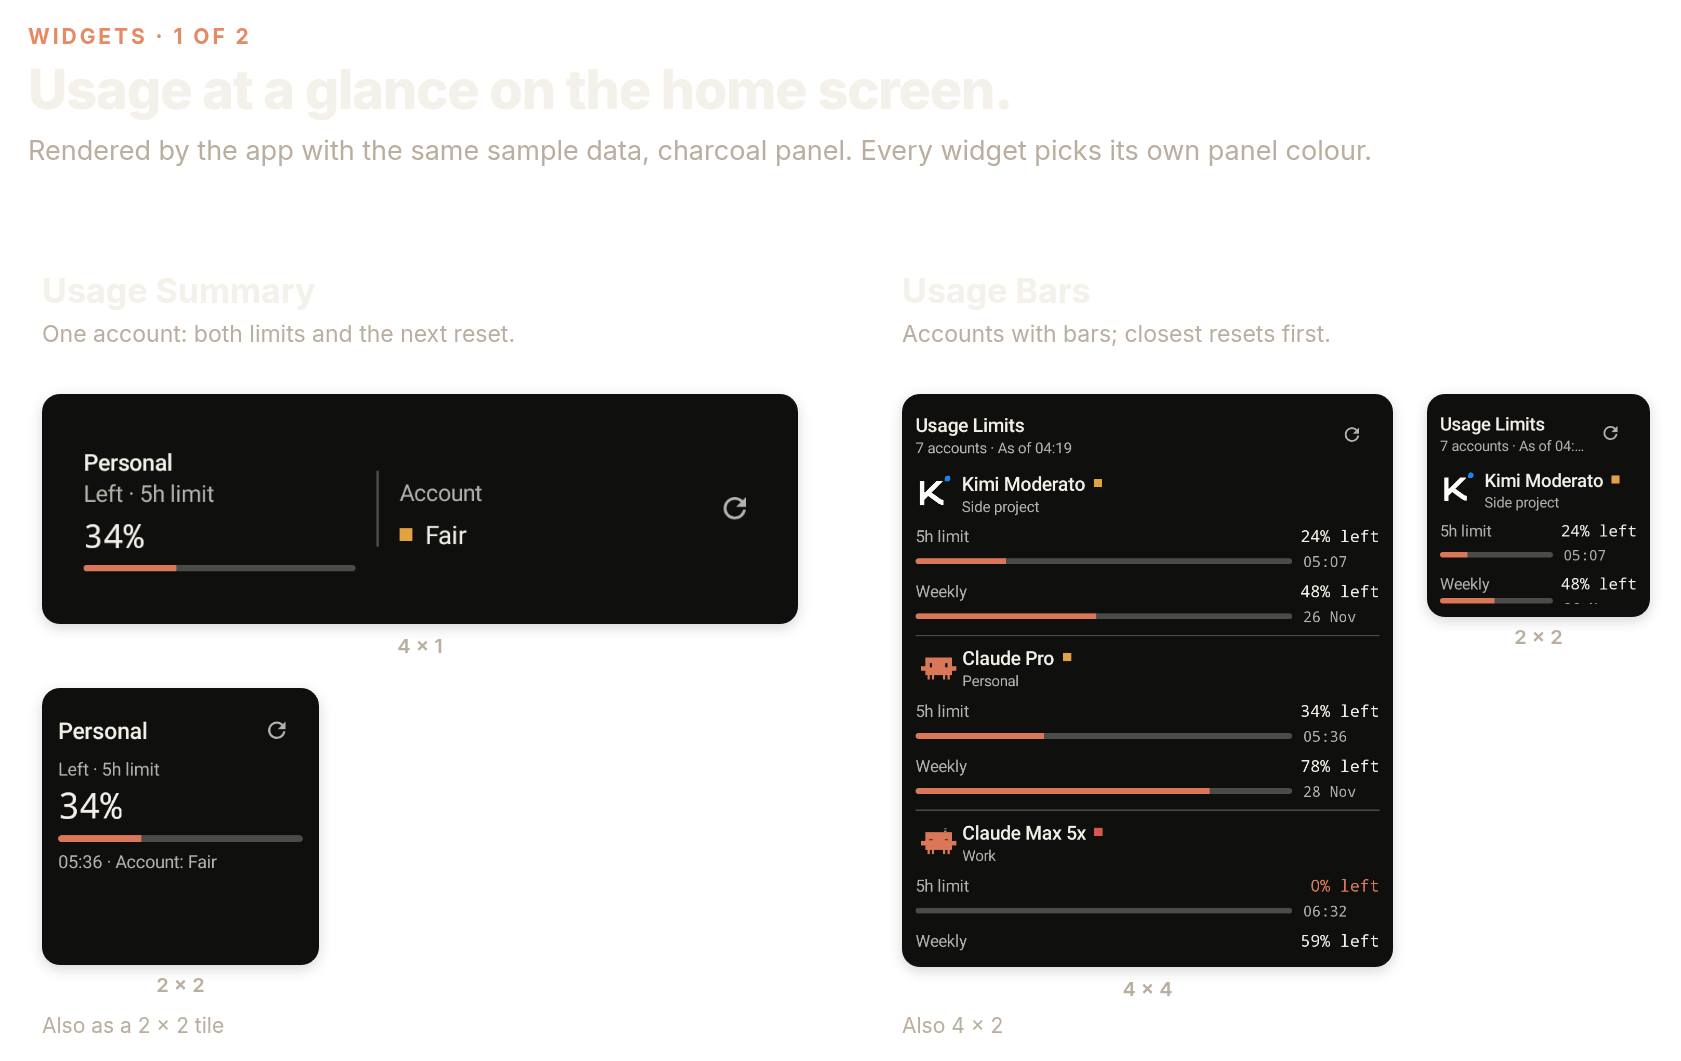 WIDGETS · 1 OF 2
Usage at a glance on the home screen.
Rendered by the app with the same sample data, charcoal panel. Every widget picks its own panel colour.
Usage Summary
One account: both limits and the next reset.
Personal
Left · 5h limit
34%
Account
Fair
4 × 1
Personal
Left · 5h limit
34%
05:36 · Account: Fair
2 × 2
Also as a 2 × 2 tile
Usage Bars
Accounts with bars; closest resets first.
Usage Limits
7 accounts · As of 04:19
Kimi Moderato
Side project
5h limit 24% left
05:07
Weekly 48% left
26 Nov
Claude Pro
Personal
5h limit 34% left
05:36
Weekly 78% left
28 Nov
Claude Max 5x
Work
5h limit 0% left
06:32
Weekly 59% left
4 × 4
Also 4 × 2
Usage Limits
7 accounts · As of 04:...
Kimi Moderato
Side project
5h limit 24% left
05:07
Weekly 48% left
2 × 2